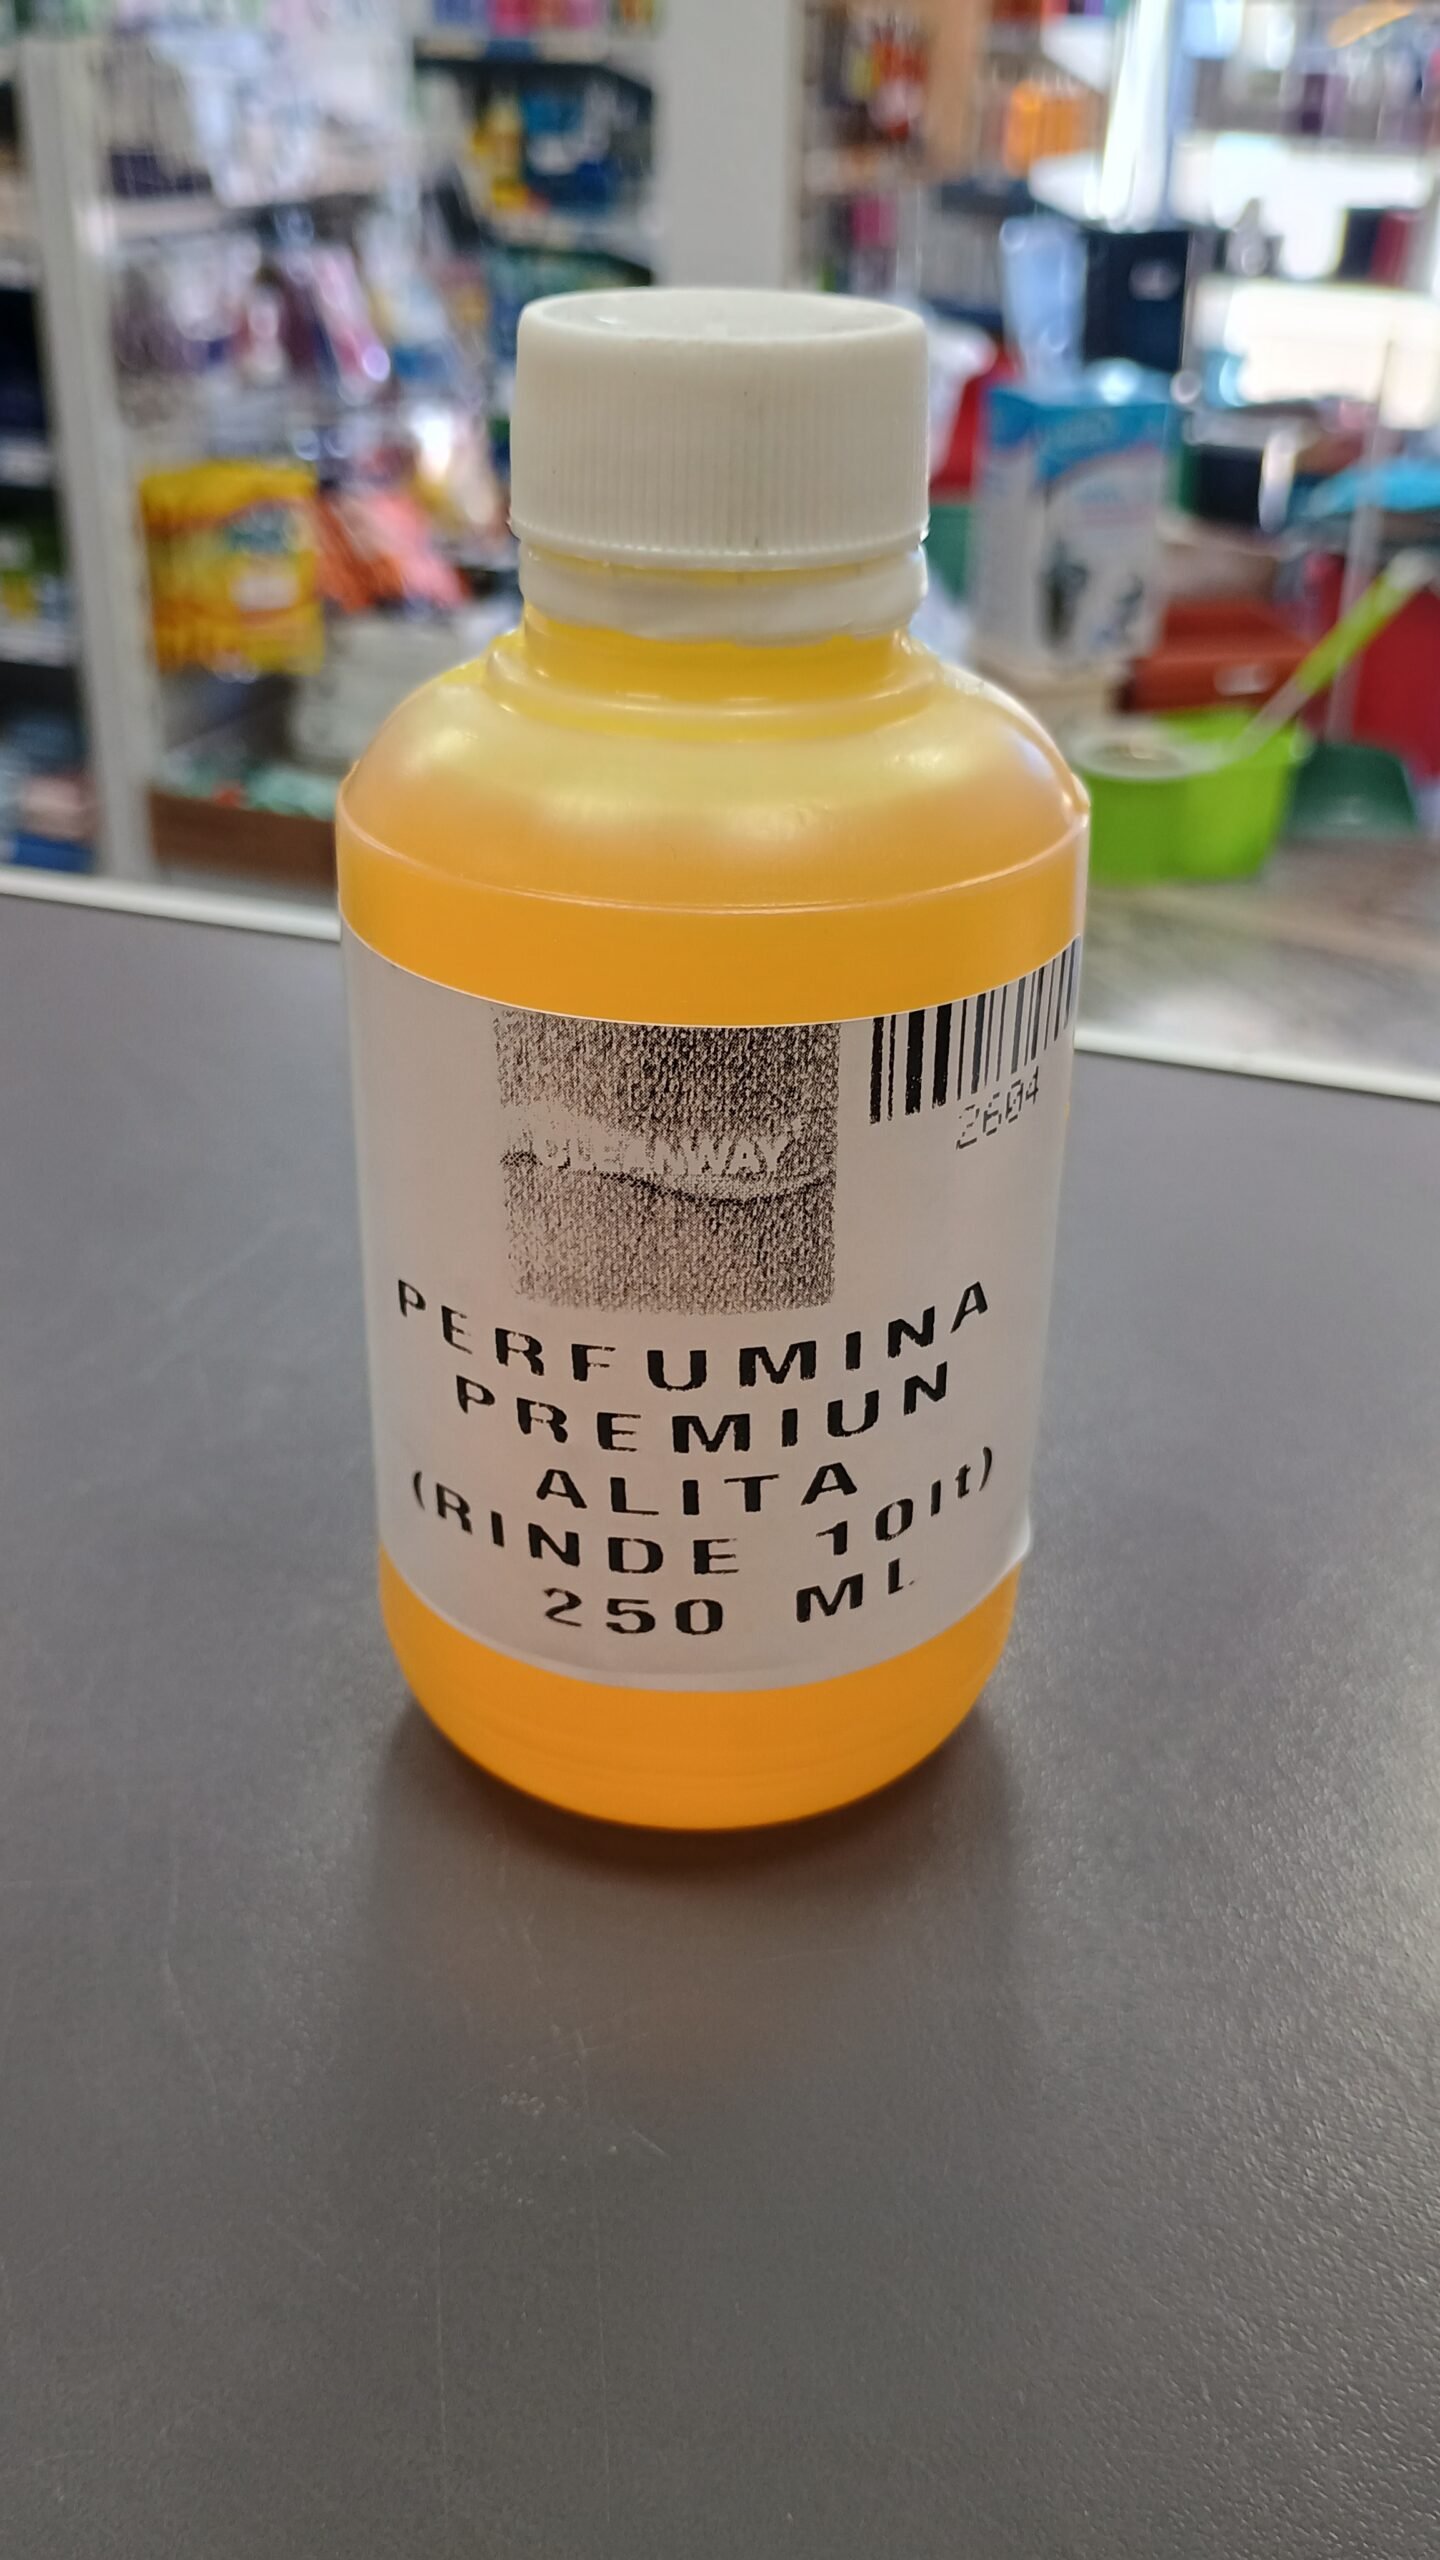 CLEANWAY
2604
PERFUMINA
PREMIUN
ALITA
(RINDE 10lt)
250 ML